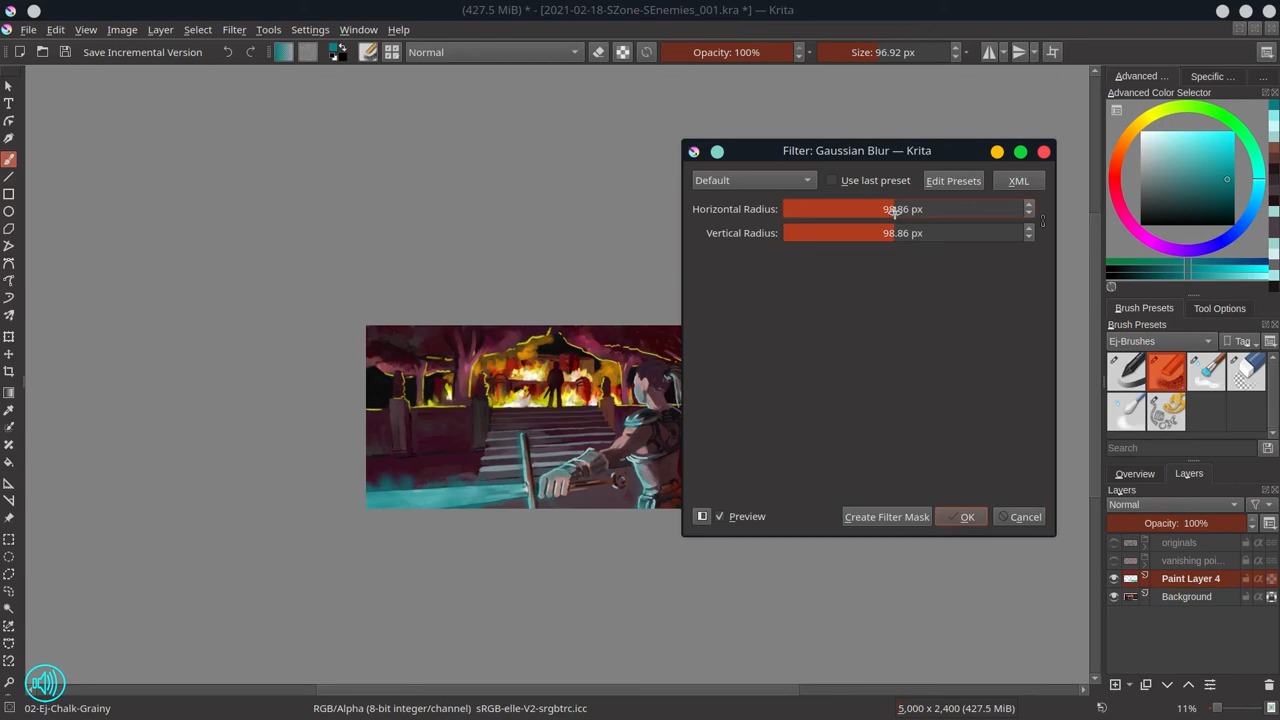 (427.5 MiB) * - [2021-02-18-SZone-SEnemies_001.kra *] — Krita
File Edit View Image Layer Select Filter Tools Settings Window Help
Save Incremental Version Normal Opacity: 100% Size: 96.92 px
Advanced ... Specific ... ...
Advanced Color Selector
Filter: Gaussian Blur — Krita
Default Use last preset Edit Presets XML
Horizontal Radius: 98.86 px
Vertical Radius: 98.86 px
Preview Create Filter Mask OK Cancel
Brush Presets Tool Options
Brush Presets
Ej-Brushes Tag
Search
Overview Layers
Layers
Normal
Opacity: 100%
originals
vanishing poi...
Paint Layer 4
Background
02-Ej-Chalk-Grainy RGB/Alpha (8-bit integer/channel) sRGB-elle-V2-srgbtrc.icc 5,000 x 2,400 (427.5 MiB) 11%